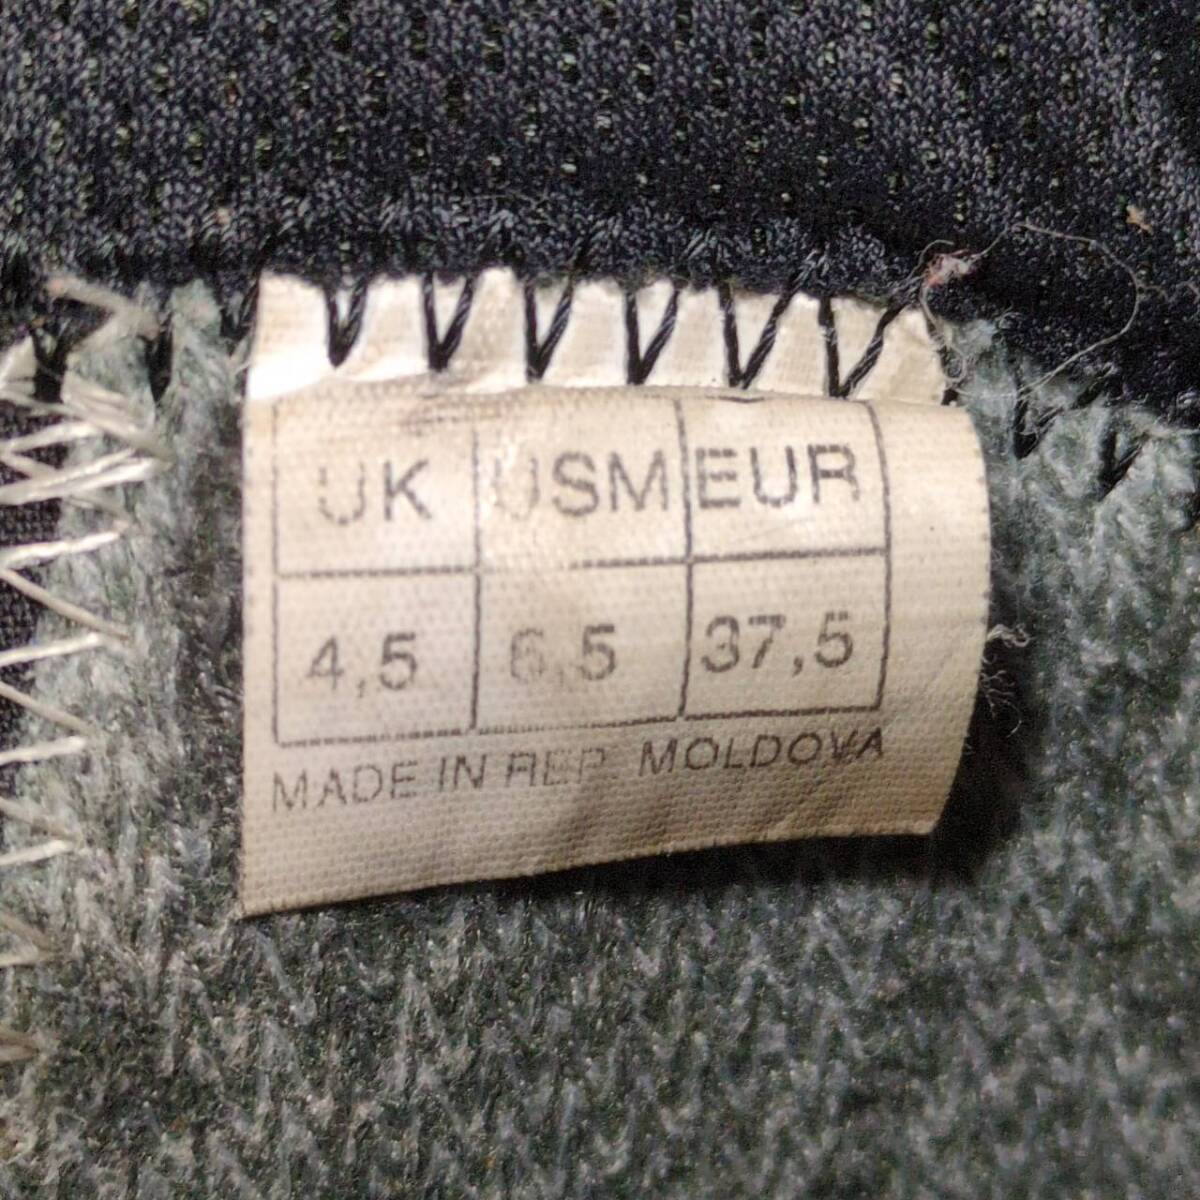 UK USM EUR
4,5 6,5 37,5
MADE IN REP. MOLDOVA